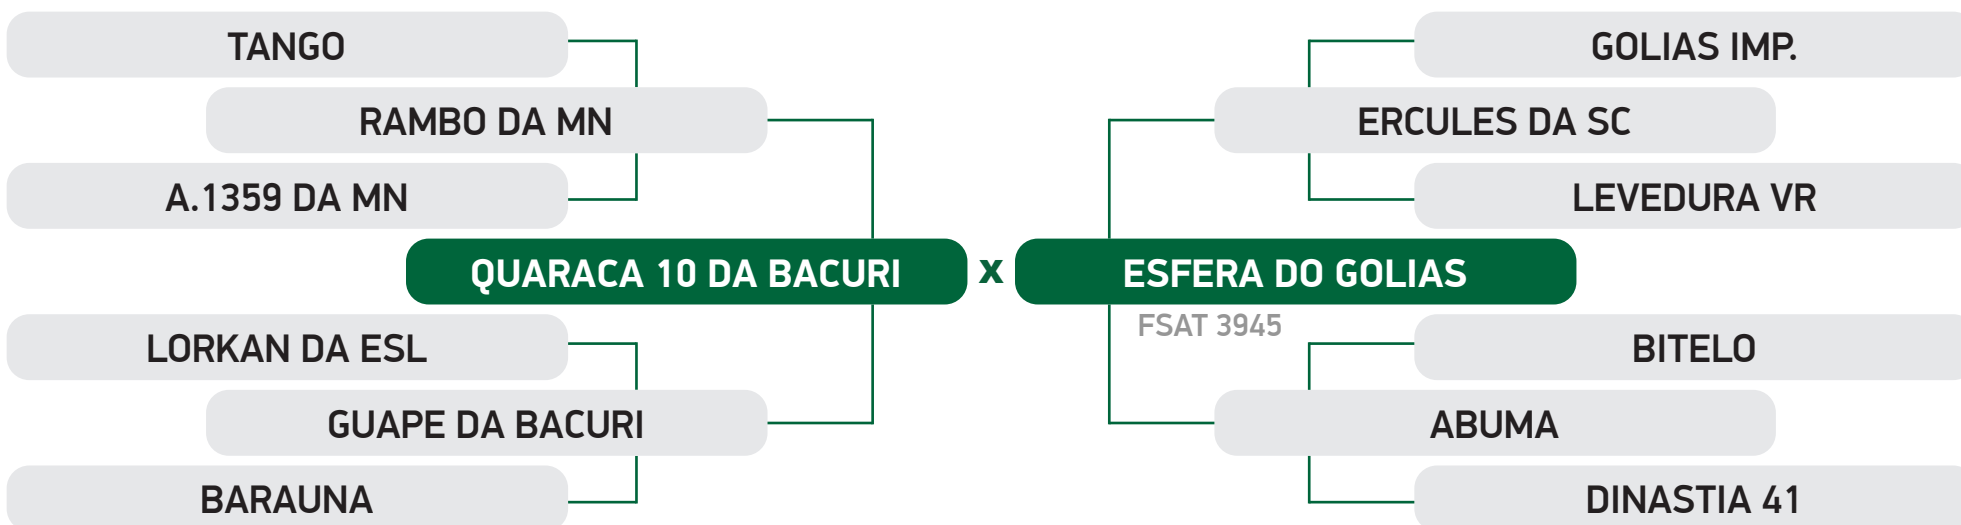 TANGO
GOLIAS IMP.
RAMBO DA MN
ERCULES DA SC
A.1359 DA MN
LEVEDURA VR
QUARACA 10 DA BACURI x ESFERA DO GOLIAS
FSAT 3945
LORKAN DA ESL
BITELO
GUAPE DA BACURI
ABUMA
BARAUNA
DINASTIA 41